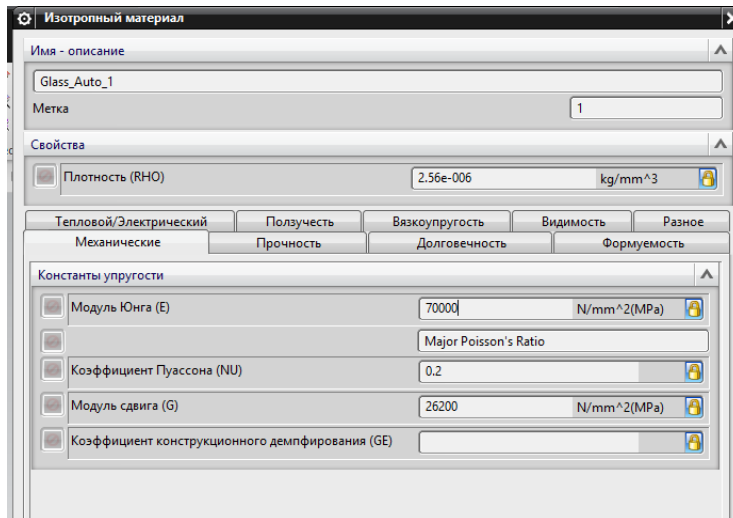 Изотропный материал
Имя - описание
Glass_Auto_1
Метка 1
Свойства
Плотность (RHO) 2.56e-006 kg/mm^3
Тепловой/Электрический Ползучесть Вязкоупругость Видимость Разное
Механические Прочность Долговечность Формуемость
Константы упругости
Модуль Юнга (E) 70000 N/mm^2(MPa)
Major Poisson's Ratio
Коэффициент Пуассона (NU) 0.2
Модуль сдвига (G) 26200 N/mm^2(MPa)
Коэффициент конструкционного демпфирования (GE)